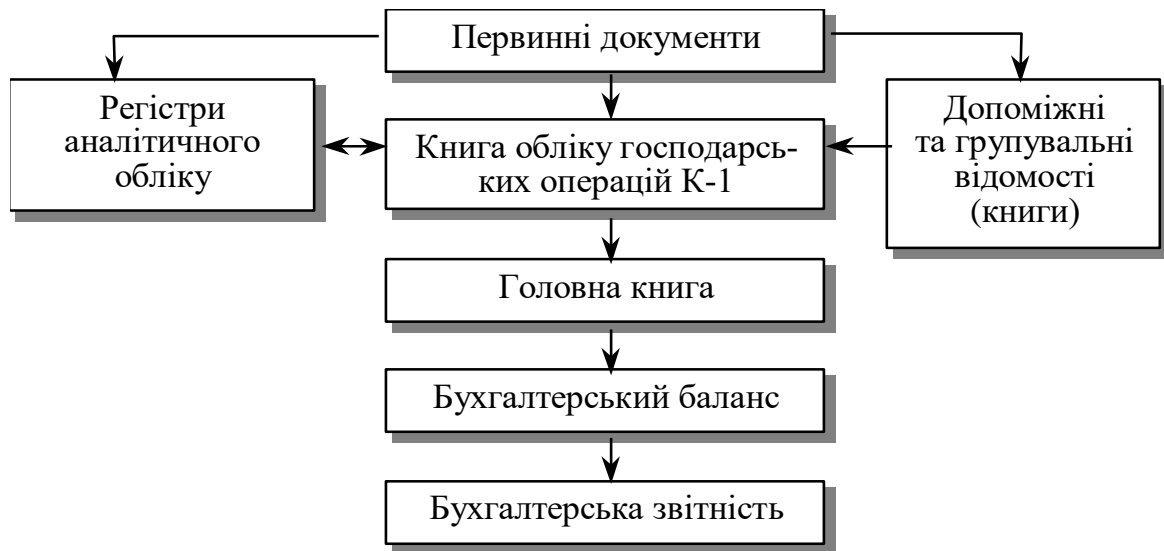 Первинні документи
Регістри
аналітичного
обліку
Книга обліку господарсь-
ких операцій К-1
Допоміжні
та групувальні
відомості
(книги)
Головна книга
Бухгалтерський баланс
Бухгалтерська звітність